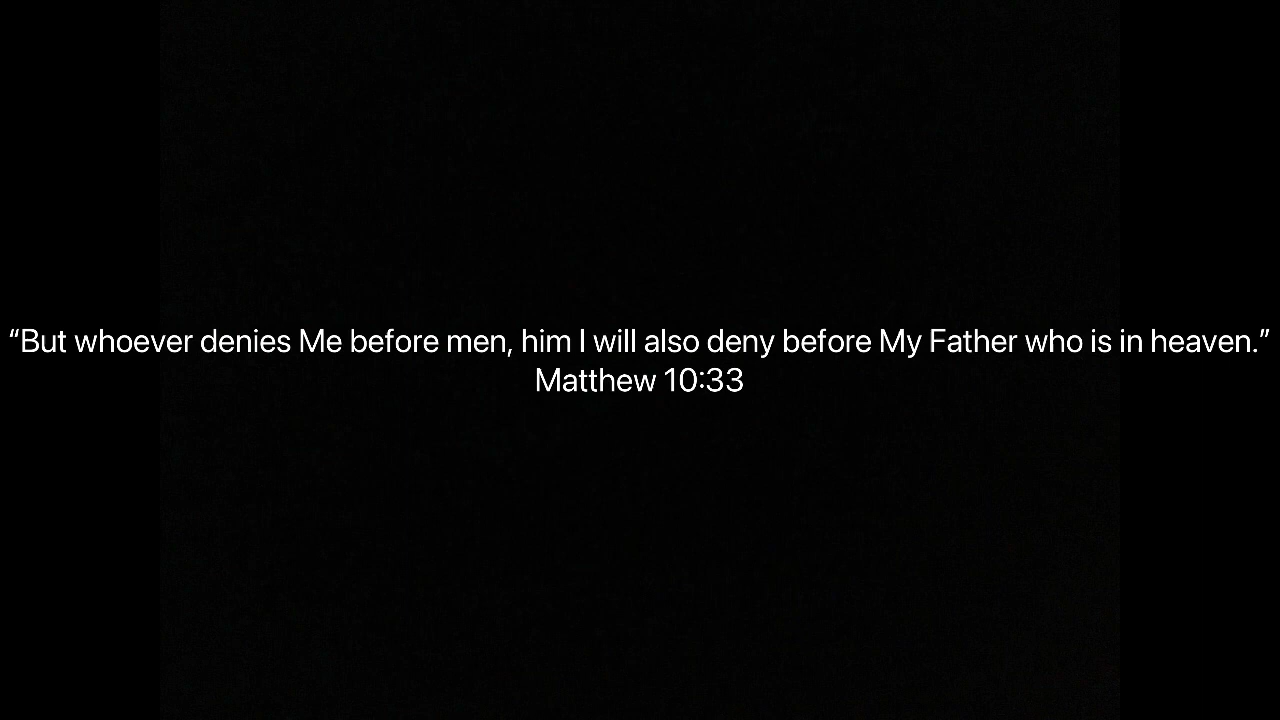 “But whoever denies Me before men, him I will also deny before My Father who is in heaven.”
Matthew 10:33